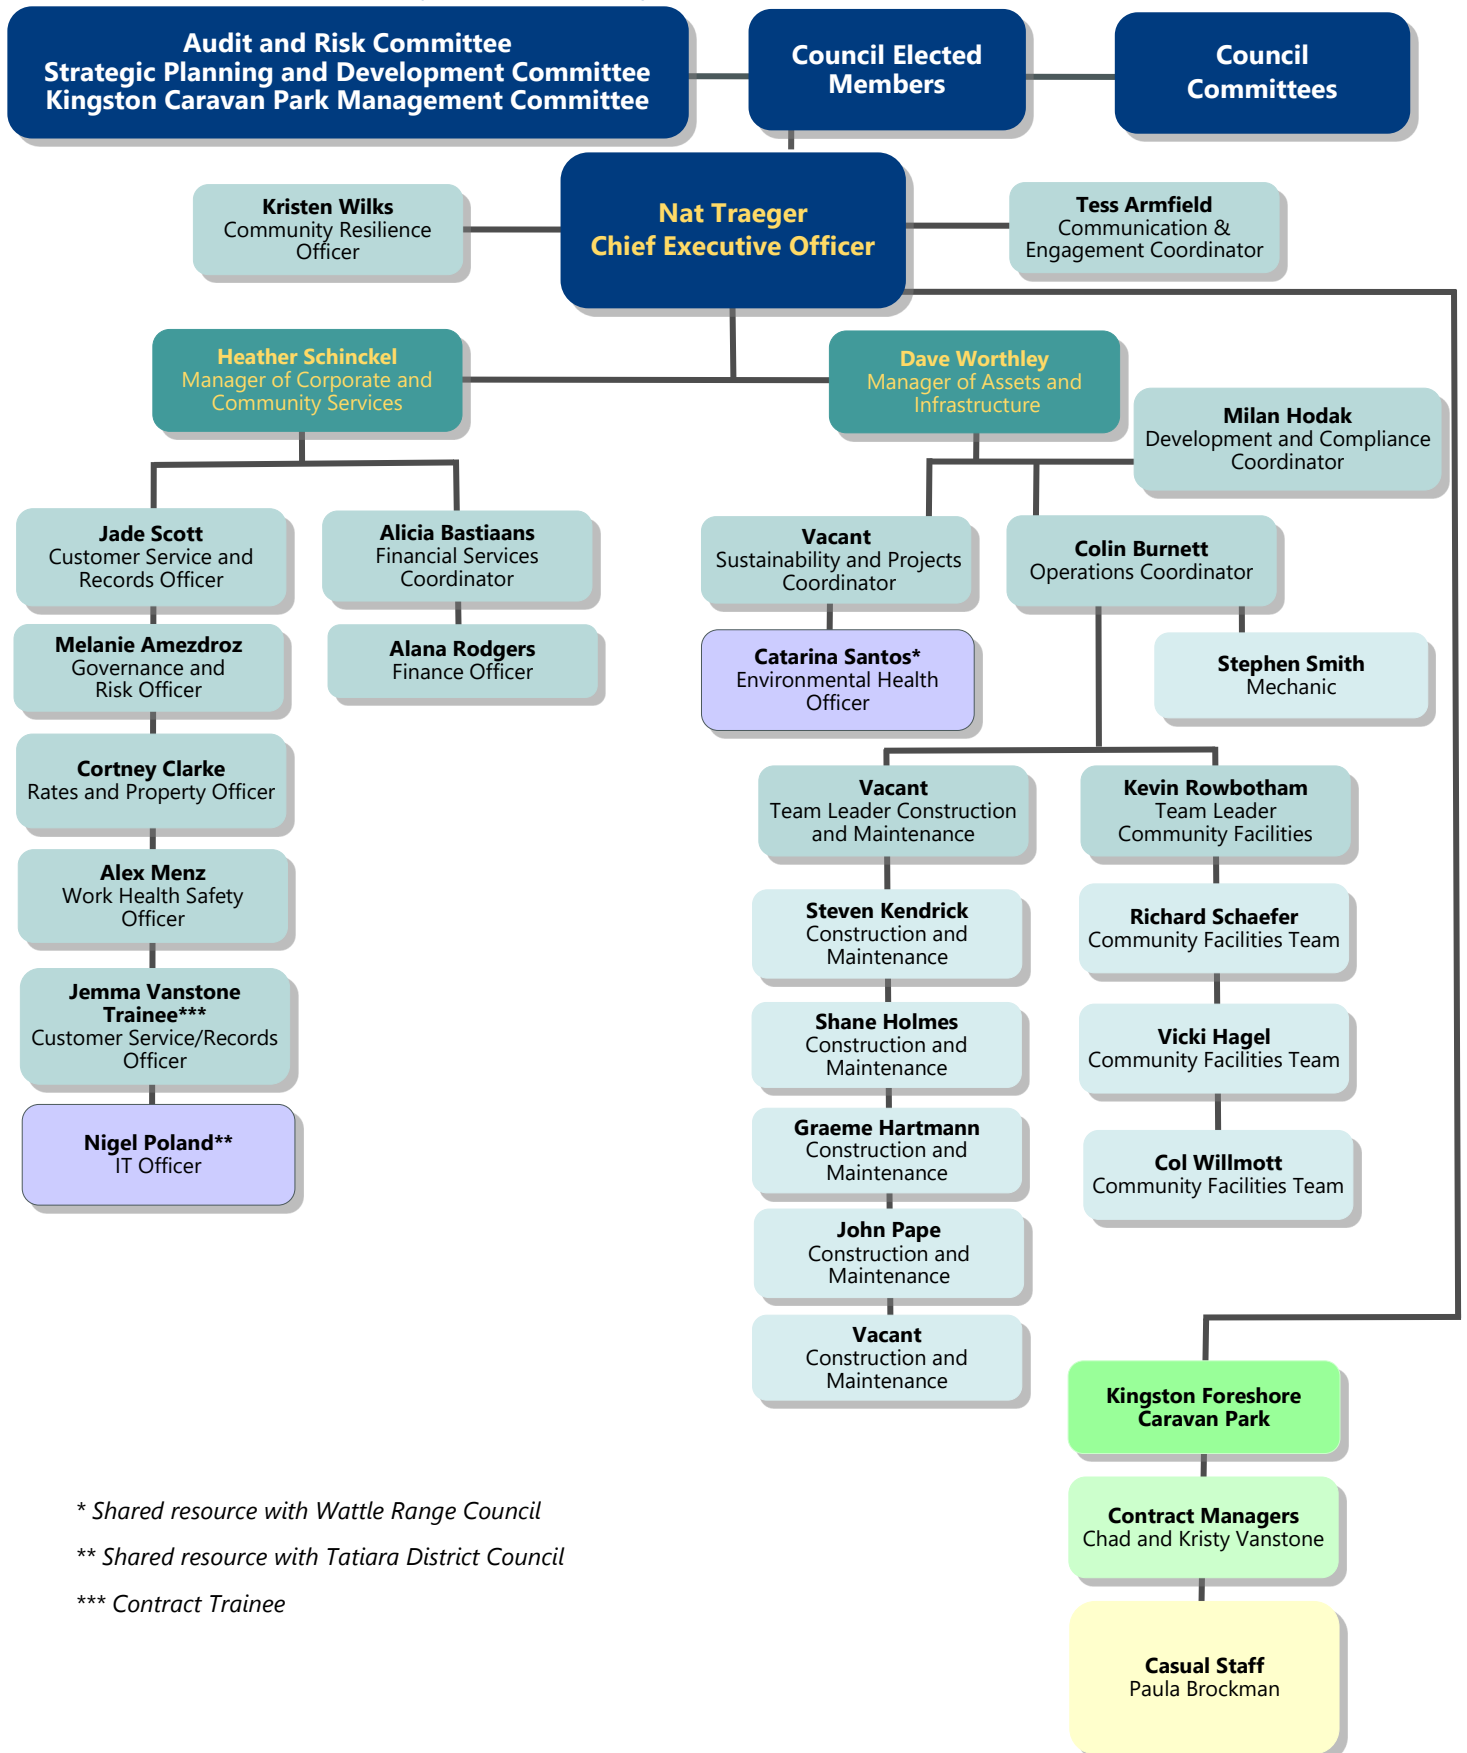 Audit and Risk Committee
Strategic Planning and Development Committee
Kingston Caravan Park Management Committee
Council Elected
Members
Council
Committees
Kristen Wilks
Community Resilience
Officer
Nat Traeger
Chief Executive Officer
Tess Armfield
Communication &
Engagement Coordinator
Heather Schinckel
Manager of Corporate and
Community Services
Dave Worthley
Manager of Assets and
Infrastructure
Milan Hodak
Development and Compliance
Coordinator
Jade Scott
Customer Service and
Records Officer
Alicia Bastiaans
Financial Services
Coordinator
Vacant
Sustainability and Projects
Coordinator
Colin Burnett
Operations Coordinator
Melanie Amezdroz
Governance and
Risk Officer
Alana Rodgers
Finance Officer
Catarina Santos*
Environmental Health
Officer
Stephen Smith
Mechanic
Cortney Clarke
Rates and Property Officer
Vacant
Team Leader Construction
and Maintenance
Kevin Rowbotham
Team Leader
Community Facilities
Alex Menz
Work Health Safety
Officer
Steven Kendrick
Construction and
Maintenance
Richard Schaefer
Community Facilities Team
Jemma Vanstone
Trainee***
Customer Service/Records
Officer
Shane Holmes
Construction and
Maintenance
Vicki Hagel
Community Facilities Team
Nigel Poland**
IT Officer
Graeme Hartmann
Construction and
Maintenance
Col Willmott
Community Facilities Team
John Pape
Construction and
Maintenance
Vacant
Construction and
Maintenance
Kingston Foreshore
Caravan Park
Contract Managers
Chad and Kristy Vanstone
Casual Staff
Paula Brockman
* Shared resource with Wattle Range Council
** Shared resource with Tatiara District Council
*** Contract Trainee